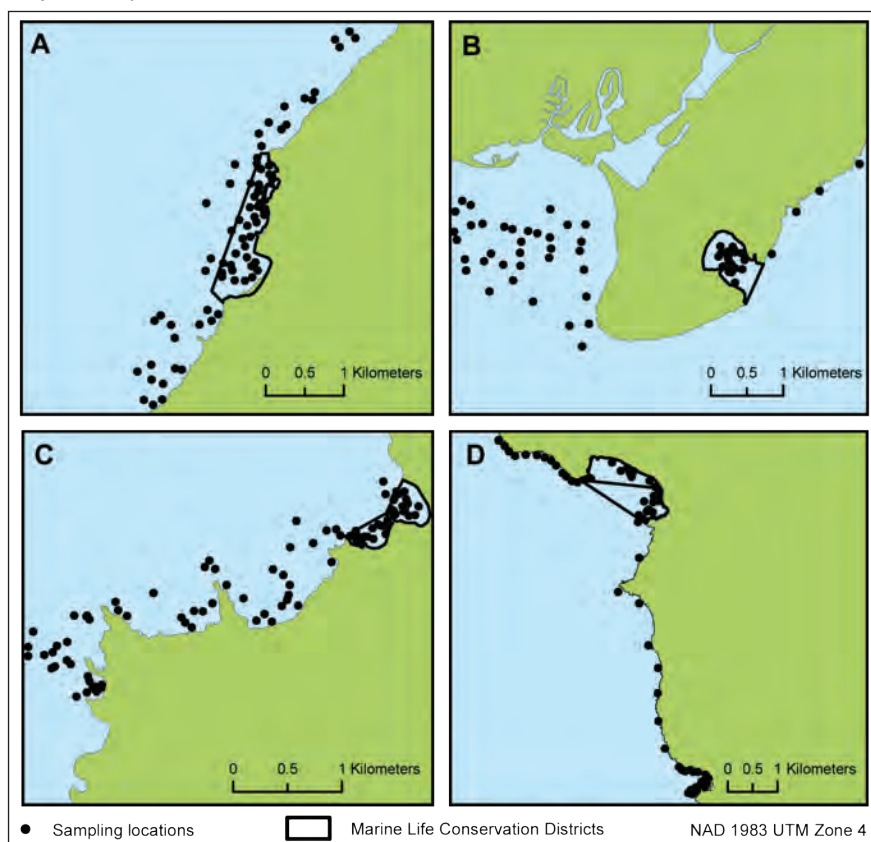 A
B
0 0.5 1 Kilometers
0 0.5 1 Kilometers
C
D
0 0.5 1 Kilometers
0 0.5 1 Kilometers
Sampling locations Marine Life Conservation Districts NAD 1983 UTM Zone 4